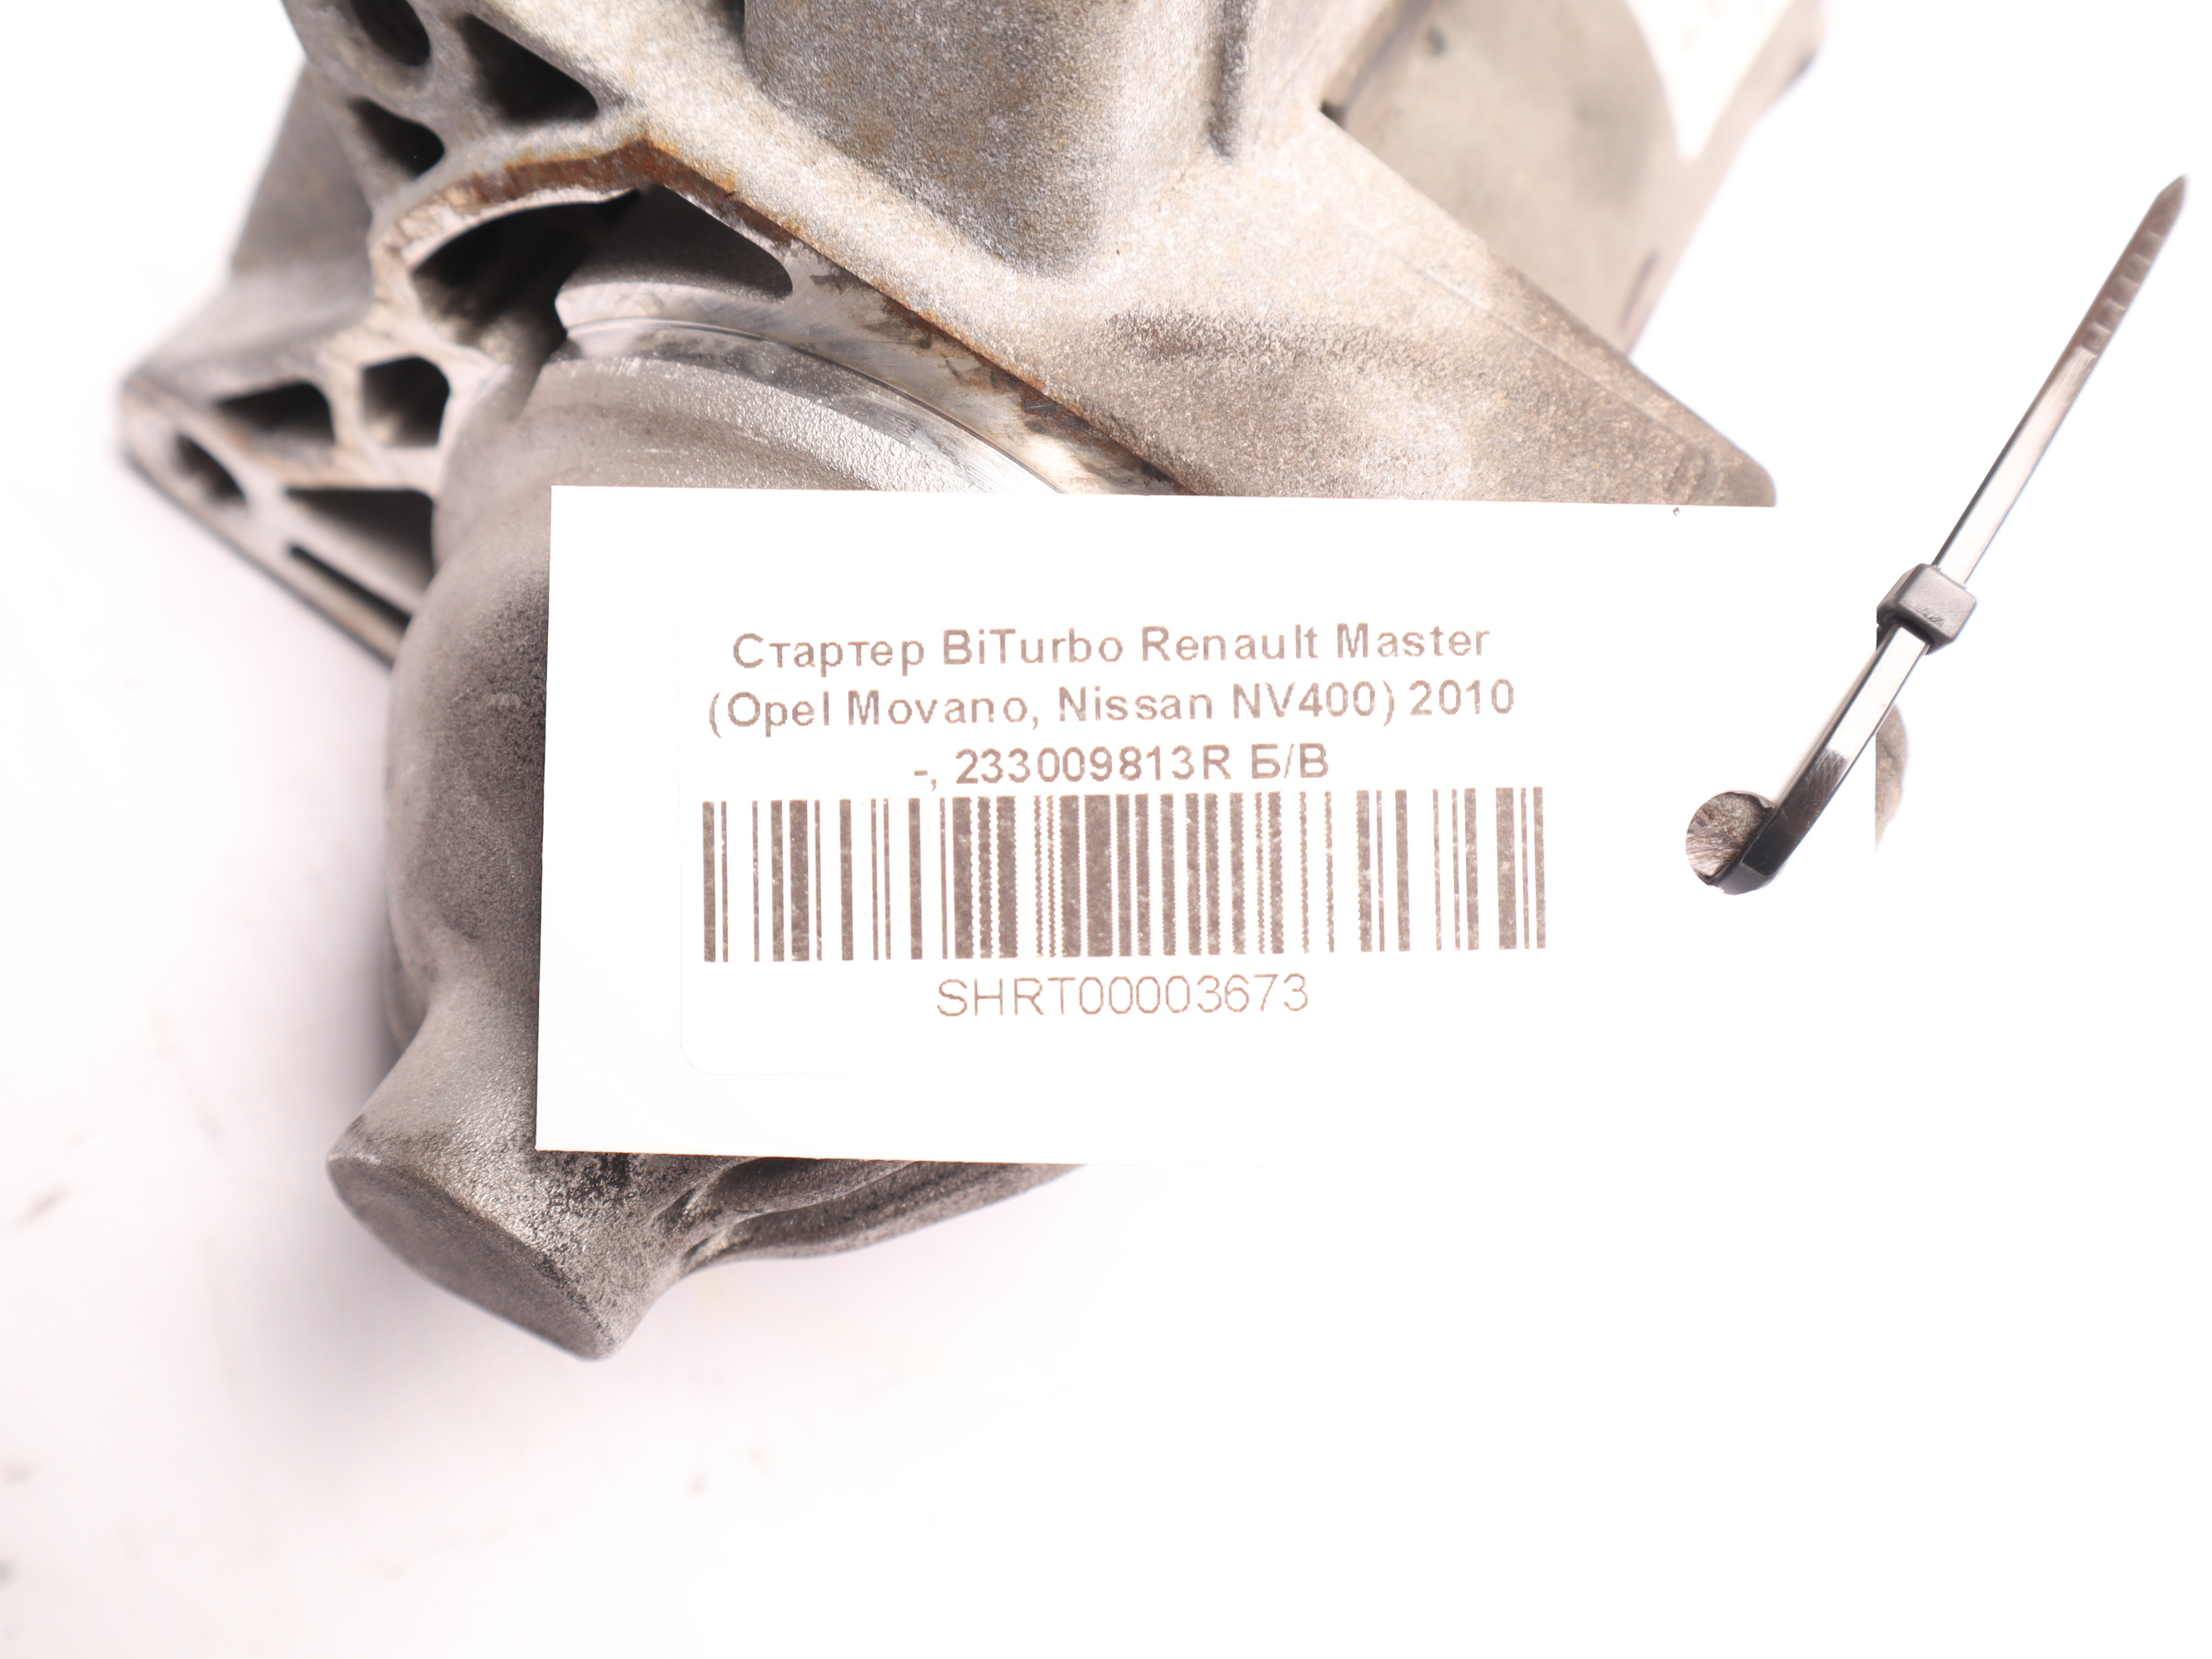 Стартер BiTurbo Renault Master
(Opel Movano, Nissan NV400) 2010
-, 233009813R Б/В
SHRT00003673